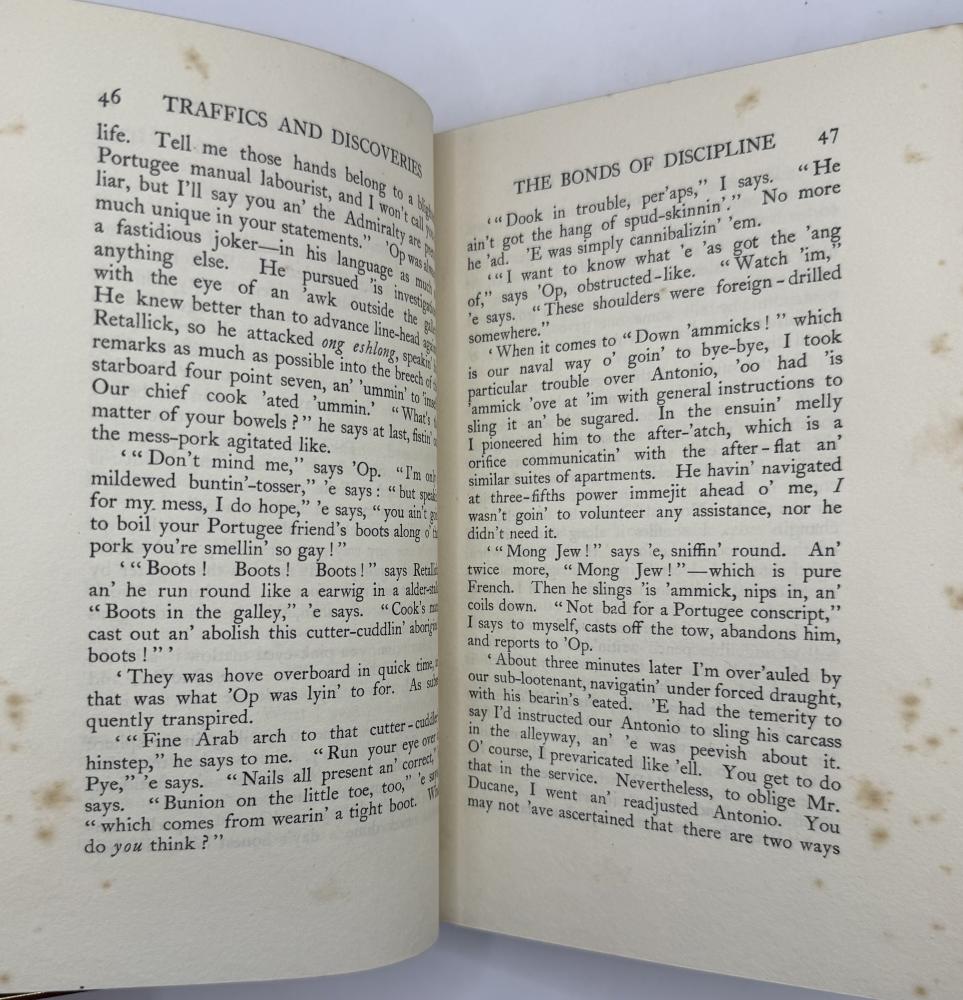 46 TRAFFICS AND DISCOVERIES
life. Tell me those hands belong to a
Portugee manual labourist, and I won't call you
liar, but I'll say you an' the Admiralty are
much unique in your statements." 'Op was
a fastidious joker—in his language as much
anything else. He pursued 'is
with the eye of an 'awk outside the
He knew better than to advance line-head
Retallick, so he attacked ong eshlong, speakin'
remarks as much as possible into the breech of
starboard four point seven, an' 'ummin' to
Our chief cook 'ated 'ummin.' "What's
matter of your bowels?" he says at last, fistin'
the mess-pork agitated like.
'"Don't mind me," says 'Op. "I'm
mildewed buntin'-tosser," 'e says: "but
for my mess, I do hope," 'e says, "you ain't
to boil your Portugee friend's boots along o'
pork you're smellin' so gay!"
'"Boots! Boots! Boots!" says
an' he run round like a earwig in a
"Boots in the galley," 'e says. "Cook's
cast out an' abolish this cutter-cuddlin'
boots!"'
'They was hove overboard in quick time,
that was what 'Op was lyin' to for. As
quently transpired.
'"Fine Arab arch to that
hinstep," he says to me. "Run your eye over
Pye," 'e says. "Nails all present an' correct,"
says. "Bunion on the little toe, too," 'e
"which comes from wearin' a tight boot.
do you think?"
THE BONDS OF DISCIPLINE 47
'"Dook in trouble, per'aps," I says. "He
ain't got the hang of spud-skinnin'." No more
he 'ad. 'E was simply cannibalizin' 'em.
'"I want to know what 'e 'as got the 'ang
of," says 'Op, obstructed-like. "Watch 'im,"
'e says. "These shoulders were foreign-drilled
somewhere."
'When it comes to "Down 'ammicks!" which
is our naval way o' goin' to bye-bye, I took
particular trouble over Antonio, 'oo had 'is
'ammick 'ove at 'im with general instructions to
sling it an' be sugared. In the ensuin' melly
I pioneered him to the after-'atch, which is a
orifice communicatin' with the after-flat an'
similar suites of apartments. He havin' navigated
at three-fifths power immejit ahead o' me, I
wasn't goin' to volunteer any assistance, nor he
didn't need it.
'"Mong Jew!" says 'e, sniffin' round. An'
twice more, "Mong Jew!"—which is pure
French. Then he slings 'is 'ammick, nips in, an'
coils down. "Not bad for a Portugee conscript,"
I says to myself, casts off the tow, abandons him,
and reports to 'Op.
'About three minutes later I'm over'auled by
our sub-lootenant, navigatin' under forced draught,
with his bearin's 'eated. 'E had the temerity to
say I'd instructed our Antonio to sling his carcass
in the alleyway, an' 'e was peevish about it.
O' course, I prevaricated like 'ell. You get to do
that in the service. Nevertheless, to oblige Mr.
Ducane, I went an' readjusted Antonio. You
may not 'ave ascertained that there are two ways